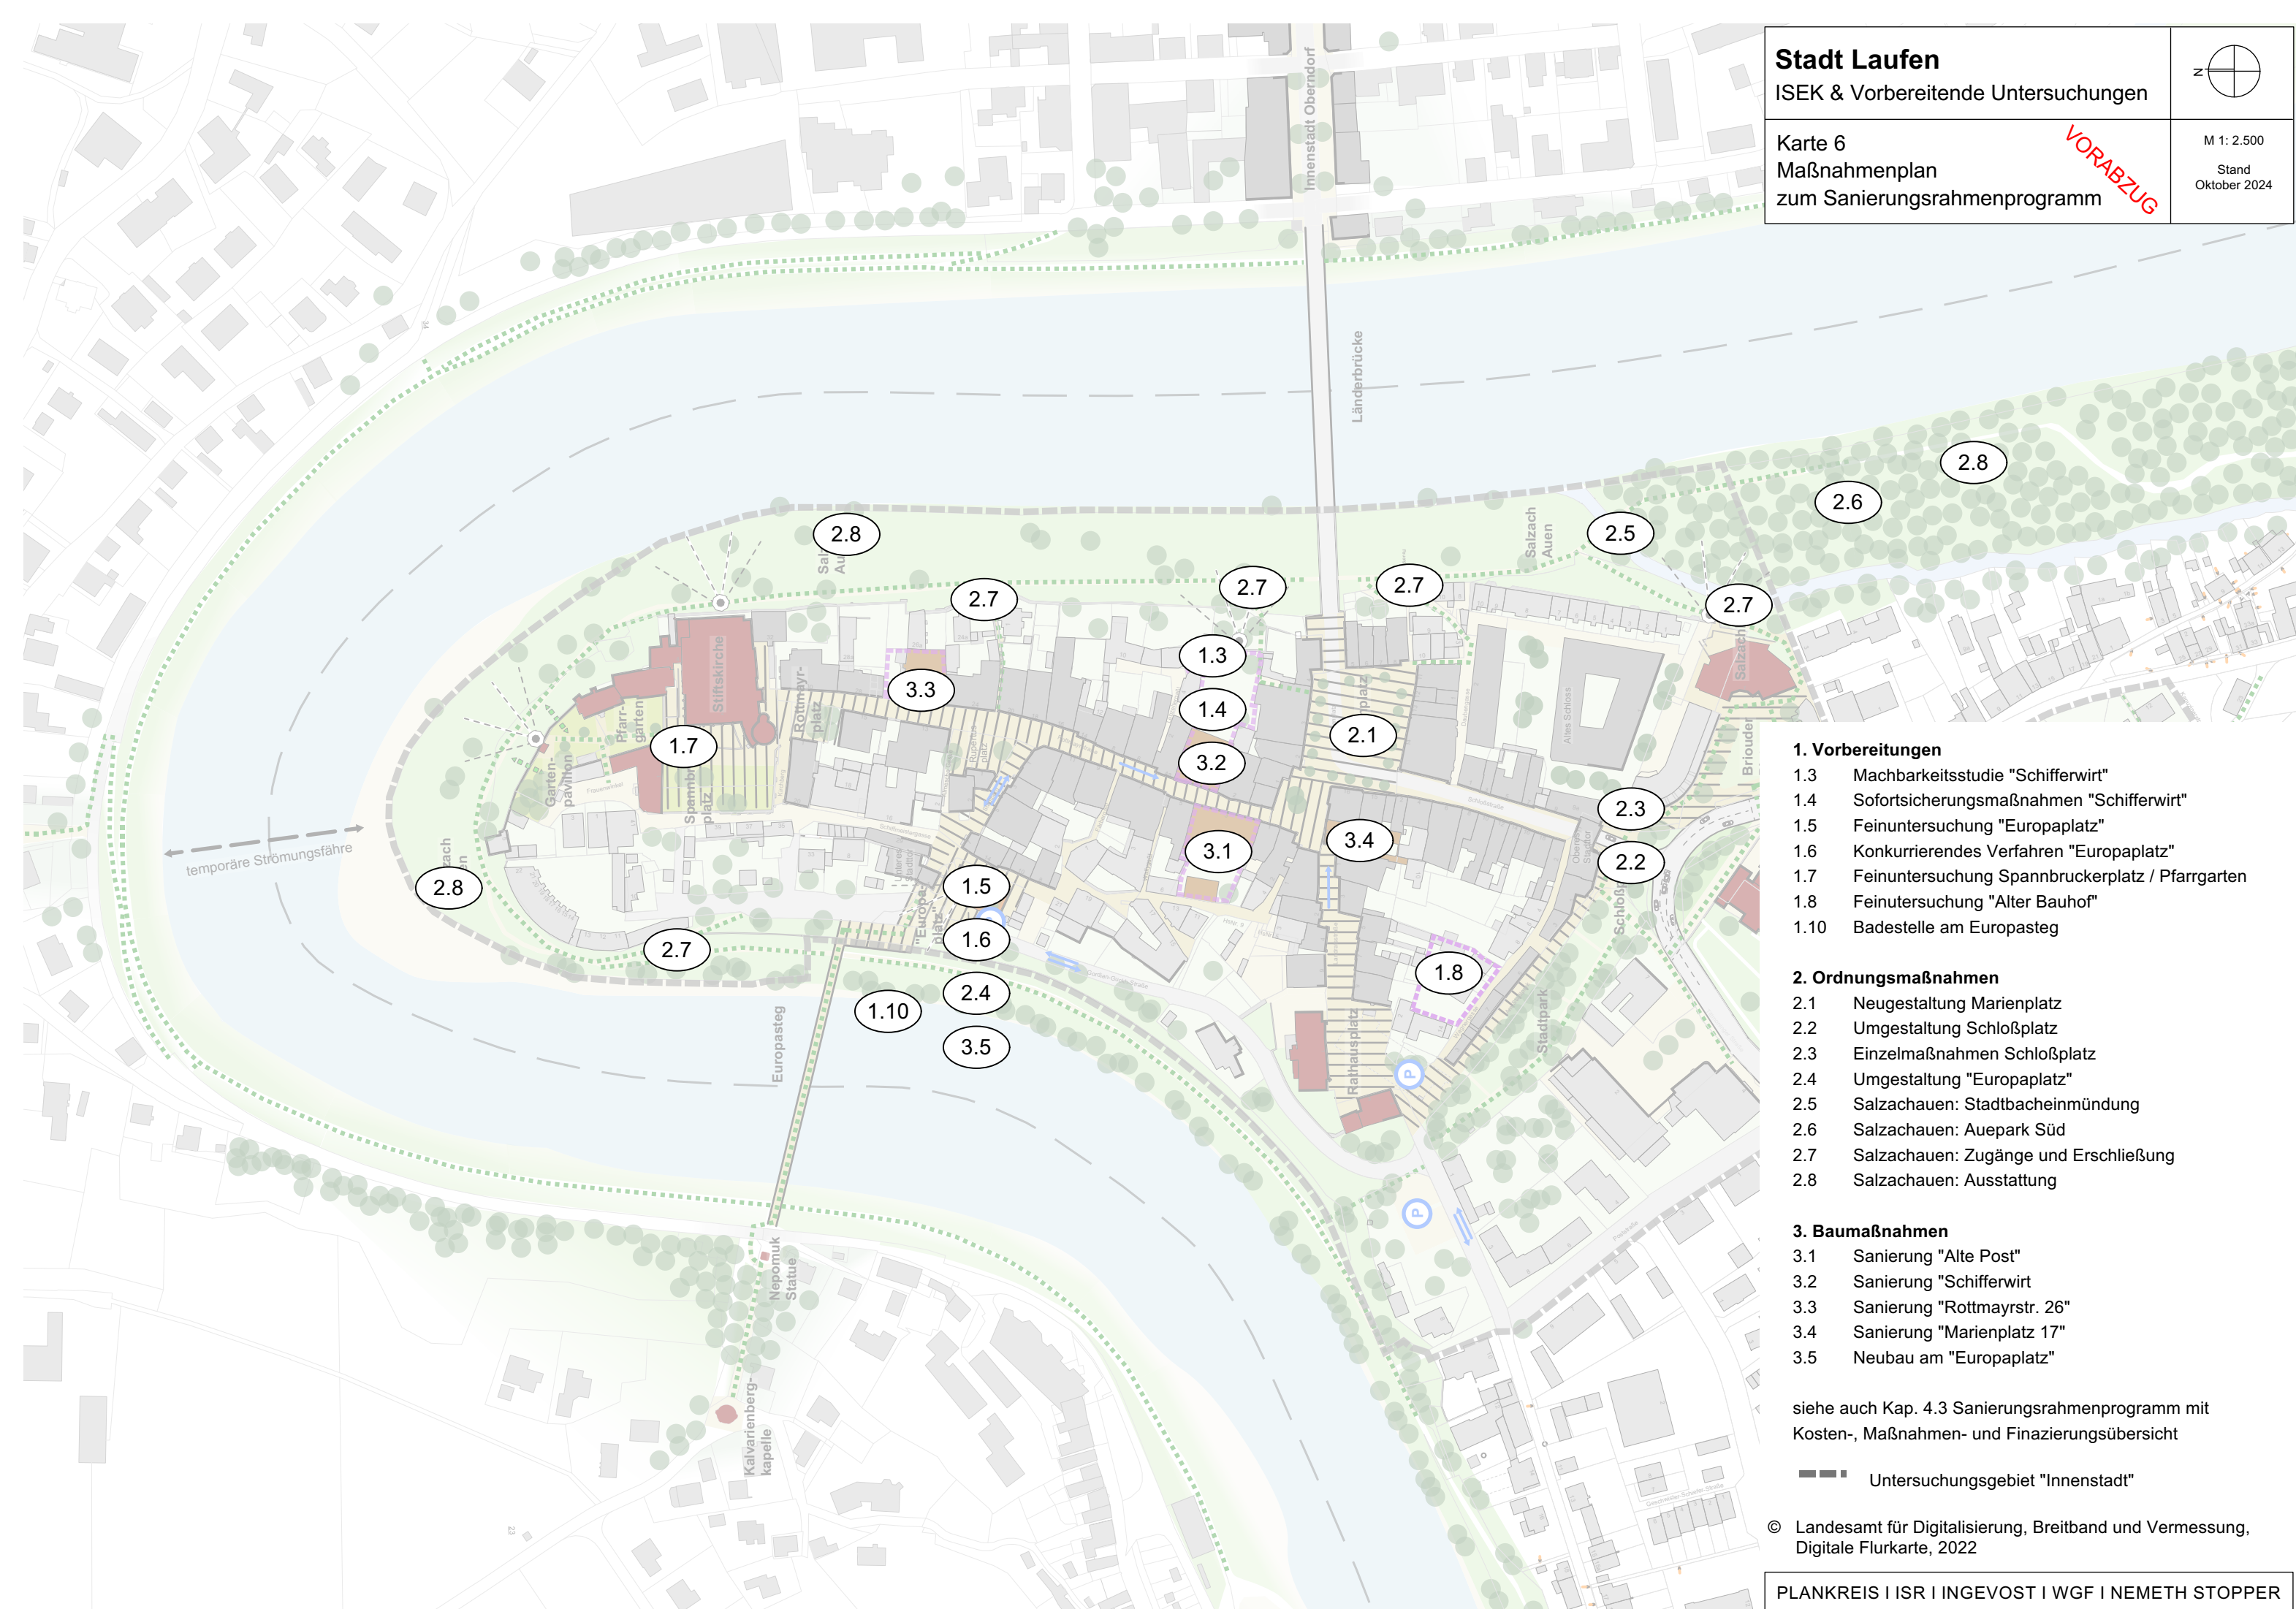 Stadt Laufen
ISEK & Vorbereitende Untersuchungen
N
Karte 6
Maßnahmenplan
zum Sanierungsrahmenprogramm
VORABZUG
M 1: 2.500
Stand
Oktober 2024
Innenstadt Oberndorf
Länderbrücke
2.8
2.6
2.5
Salzach
Auen
2.8
2.7
2.7
2.7
2.7
Stiftskirche
Rottmayr-
platz
Pfarr-
garten
Garten-
pavillon
1.3
3.3
1.4
1.7
2.1
3.2
Altes Schloss
2.3
3.4
3.1
2.2
temporäre Strömungsfähre
2.8
1.5
"Europa-
platz"
1.6
2.7
1.8
2.4
1.10
3.5
Europasteg
Rathausplatz
Stadtpark
P
P
Nepomuk
Statue
Kalvarienberg-
kapelle
23
1. Vorbereitungen
1.3 Machbarkeitsstudie "Schifferwirt"
1.4 Sofortsicherungsmaßnahmen "Schifferwirt"
1.5 Feinuntersuchung "Europaplatz"
1.6 Konkurrierendes Verfahren "Europaplatz"
1.7 Feinuntersuchung Spannbruckerplatz / Pfarrgarten
1.8 Feinutersuchung "Alter Bauhof"
1.10 Badestelle am Europasteg
2. Ordnungsmaßnahmen
2.1 Neugestaltung Marienplatz
2.2 Umgestaltung Schloßplatz
2.3 Einzelmaßnahmen Schloßplatz
2.4 Umgestaltung "Europaplatz"
2.5 Salzachauen: Stadtbacheinmündung
2.6 Salzachauen: Auepark Süd
2.7 Salzachauen: Zugänge und Erschließung
2.8 Salzachauen: Ausstattung
3. Baumaßnahmen
3.1 Sanierung "Alte Post"
3.2 Sanierung "Schifferwirt
3.3 Sanierung "Rottmayrstr. 26"
3.4 Sanierung "Marienplatz 17"
3.5 Neubau am "Europaplatz"
siehe auch Kap. 4.3 Sanierungsrahmenprogramm mit
Kosten-, Maßnahmen- und Finazierungsübersicht
Untersuchungsgebiet "Innenstadt"
© Landesamt für Digitalisierung, Breitband und Vermessung,
Digitale Flurkarte, 2022
PLANKREIS I ISR I INGEVOST I WGF I NEMETH STOPPER